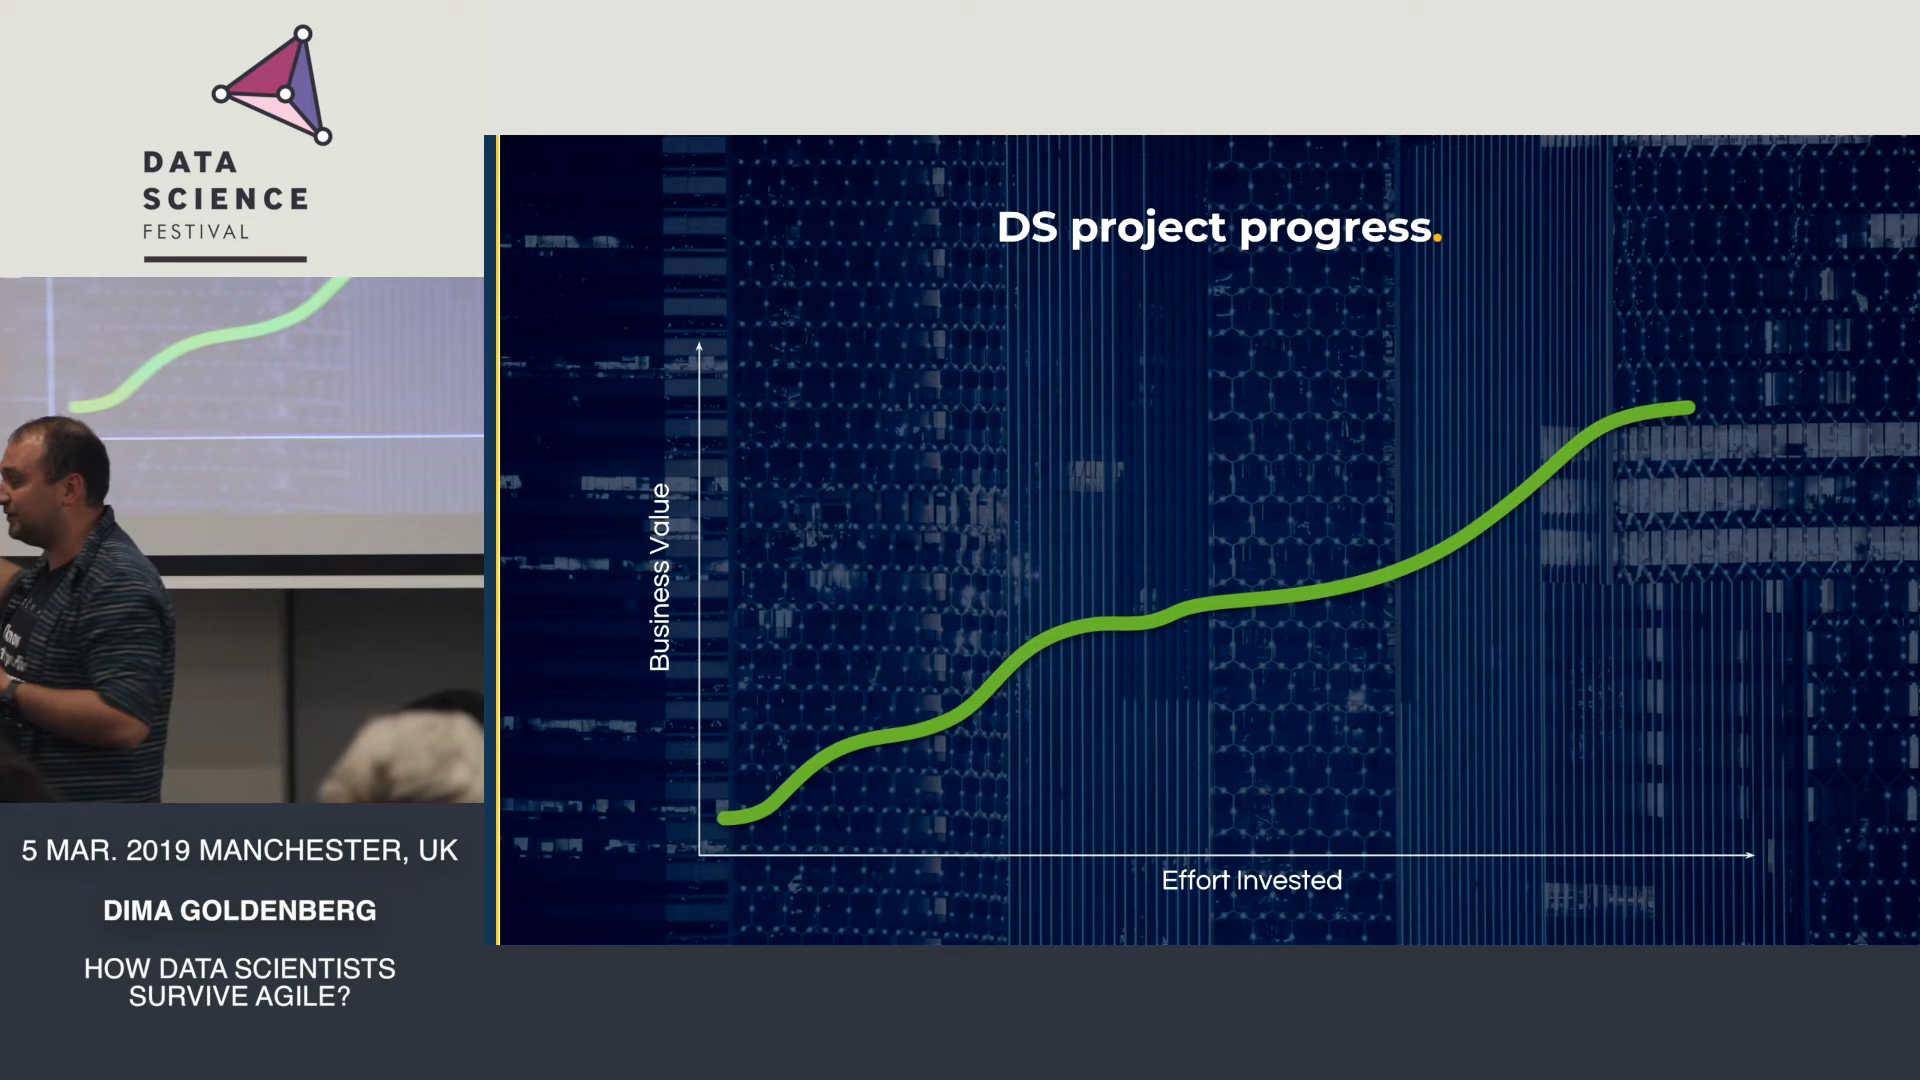 DATA
SCIENCE
FESTIVAL
DS project progress.
Business Value
Effort Invested
5 MAR. 2019 MANCHESTER, UK
DIMA GOLDENBERG
HOW DATA SCIENTISTS
SURVIVE AGILE?